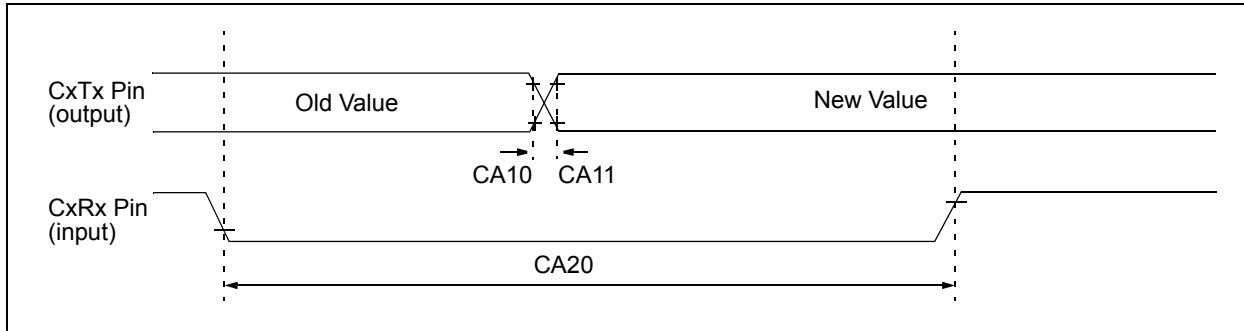 CxTx Pin
(output)
Old Value
New Value
CA10 CA11
CxRx Pin
(input)
CA20